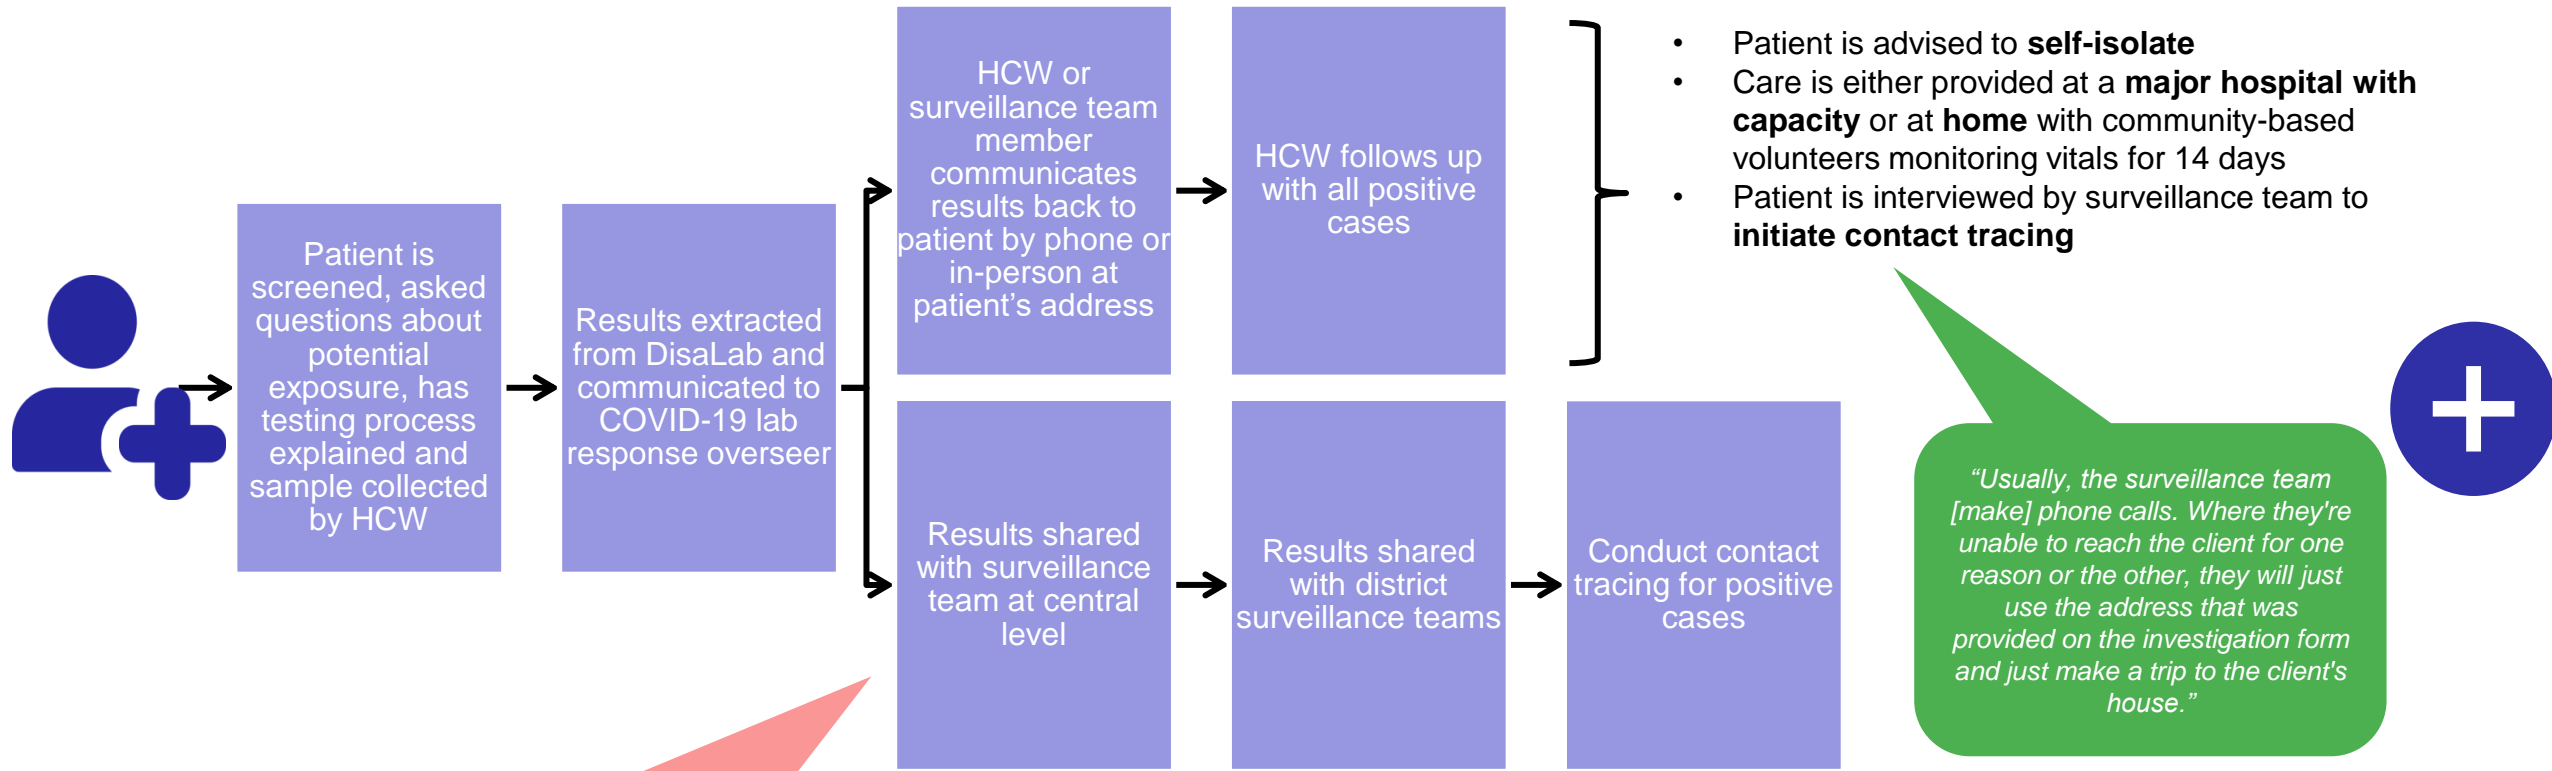 Patient is
screened, asked
questions about
potential
exposure, has
testing process
explained and
sample collected
by HCW
Results extracted
from DisaLab and
communicated to
COVID-19 lab
response overseer
HCW or
surveillance team
member
communicates
results back to
patient by phone or
in-person at
patient’s address
HCW follows up
with all positive
cases
• Patient is advised to self-isolate
• Care is either provided at a major hospital with
capacity or at home with community-based
volunteers monitoring vitals for 14 days
• Patient is interviewed by surveillance team to
initiate contact tracing
Results shared
with surveillance
team at central
level
Results shared
with district
surveillance teams
Conduct contact
tracing for positive
cases
“Usually, the surveillance team
[make] phone calls. Where they're
unable to reach the client for one
reason or the other, they will just
use the address that was
provided on the investigation form
and just make a trip to the client's
house.”